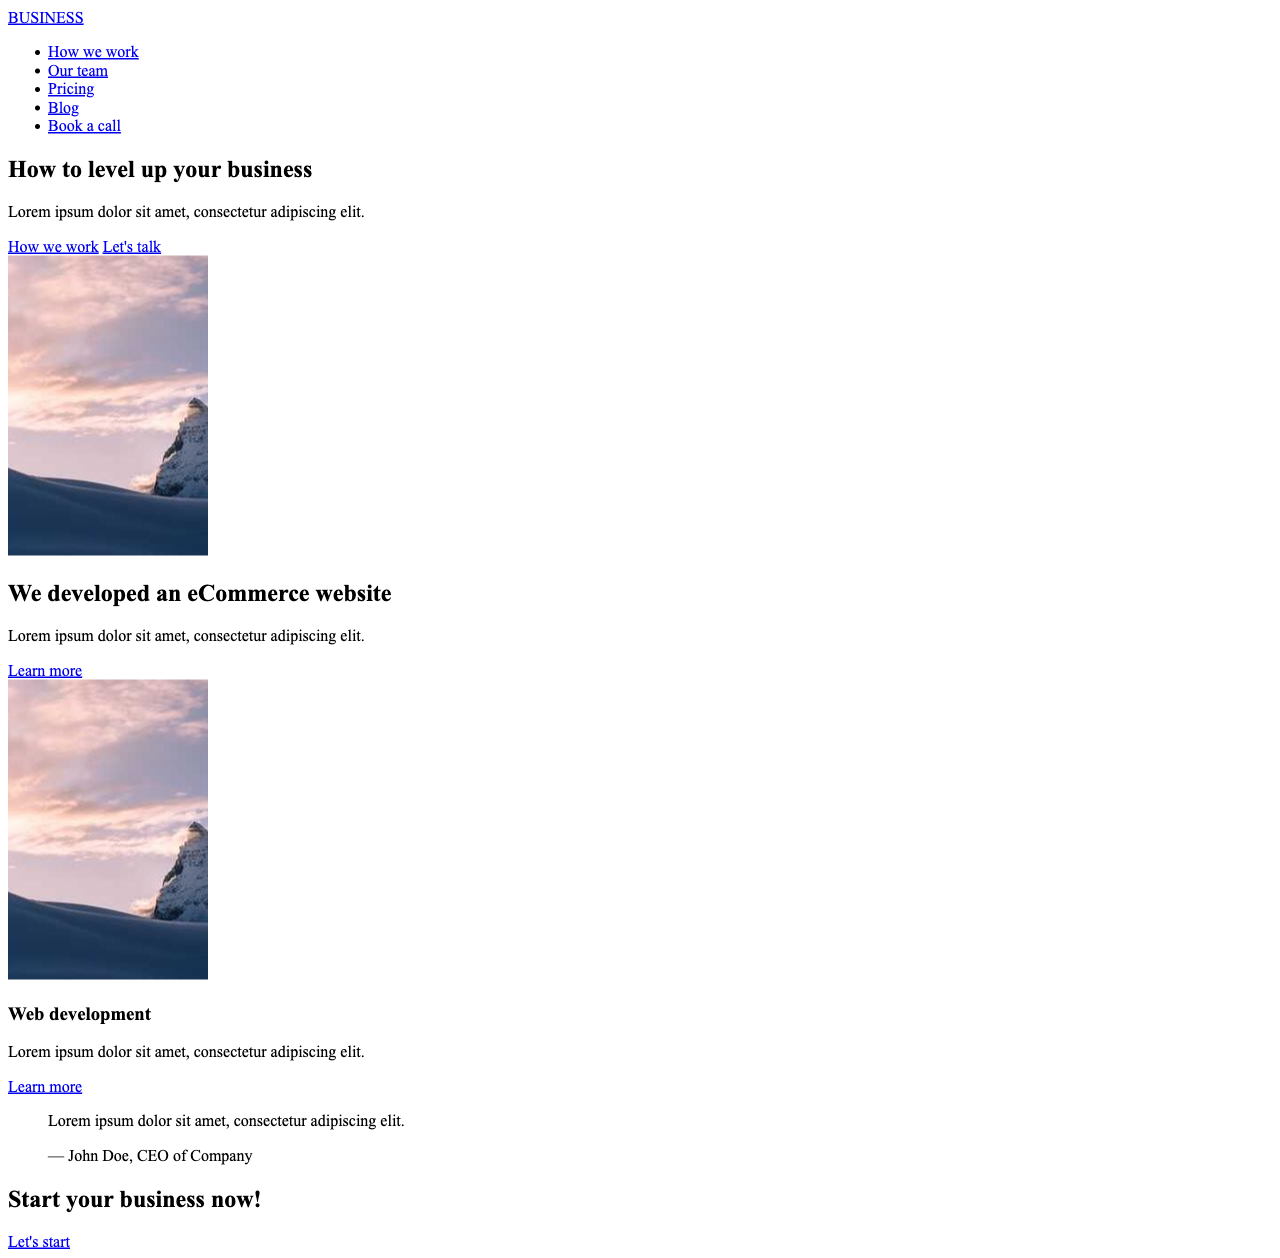 BUSINESS
How we work
Our team
Pricing
Blog
Book a call
How to level up your business
Lorem ipsum dolor sit amet, consectetur adipiscing elit.
How we work Let's talk
We developed an eCommerce website
Lorem ipsum dolor sit amet, consectetur adipiscing elit.
Learn more
Web development
Lorem ipsum dolor sit amet, consectetur adipiscing elit.
Learn more
Lorem ipsum dolor sit amet, consectetur adipiscing elit.
— John Doe, CEO of Company
Start your business now!
Let's start